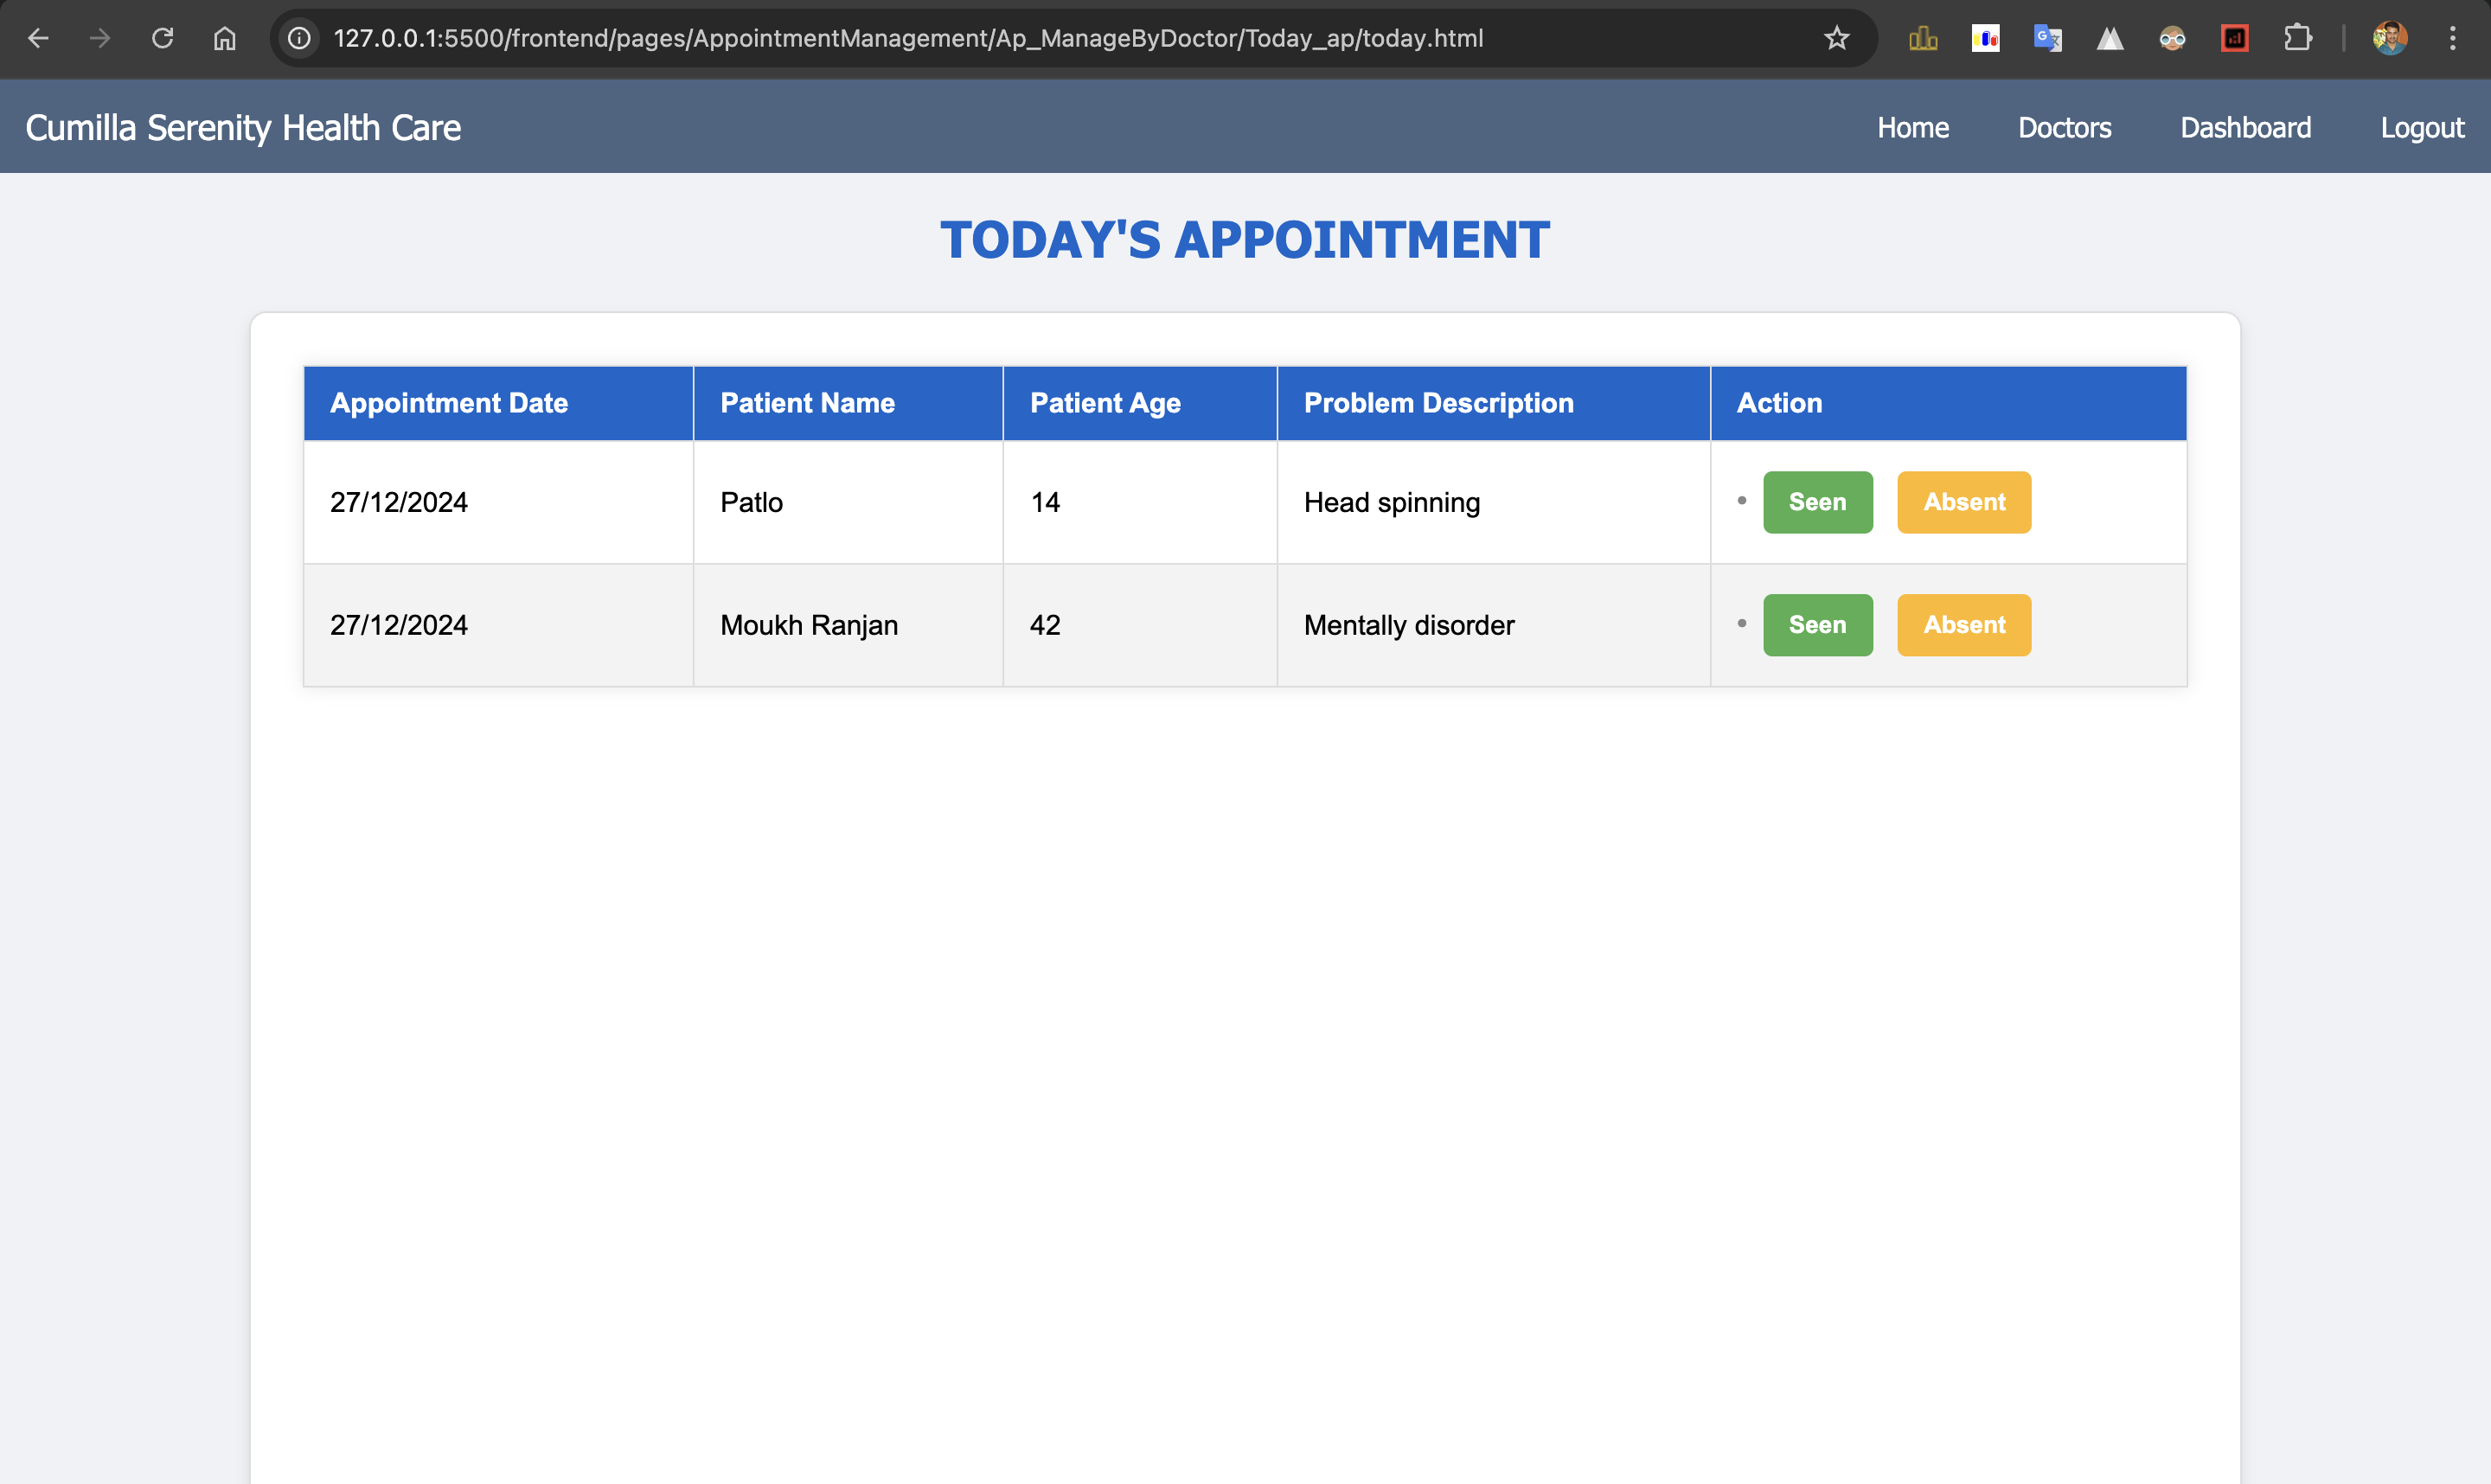 127.0.0.1:5500/frontend/pages/AppointmentManagement/Ap_ManageByDoctor/Today_ap/today.html
Cumilla Serenity Health Care Home Doctors Dashboard Logout
TODAY'S APPOINTMENT
Appointment Date Patient Name Patient Age Problem Description Action
27/12/2024 Patlo 14 Head spinning • Seen Absent
27/12/2024 Moukh Ranjan 42 Mentally disorder • Seen Absent